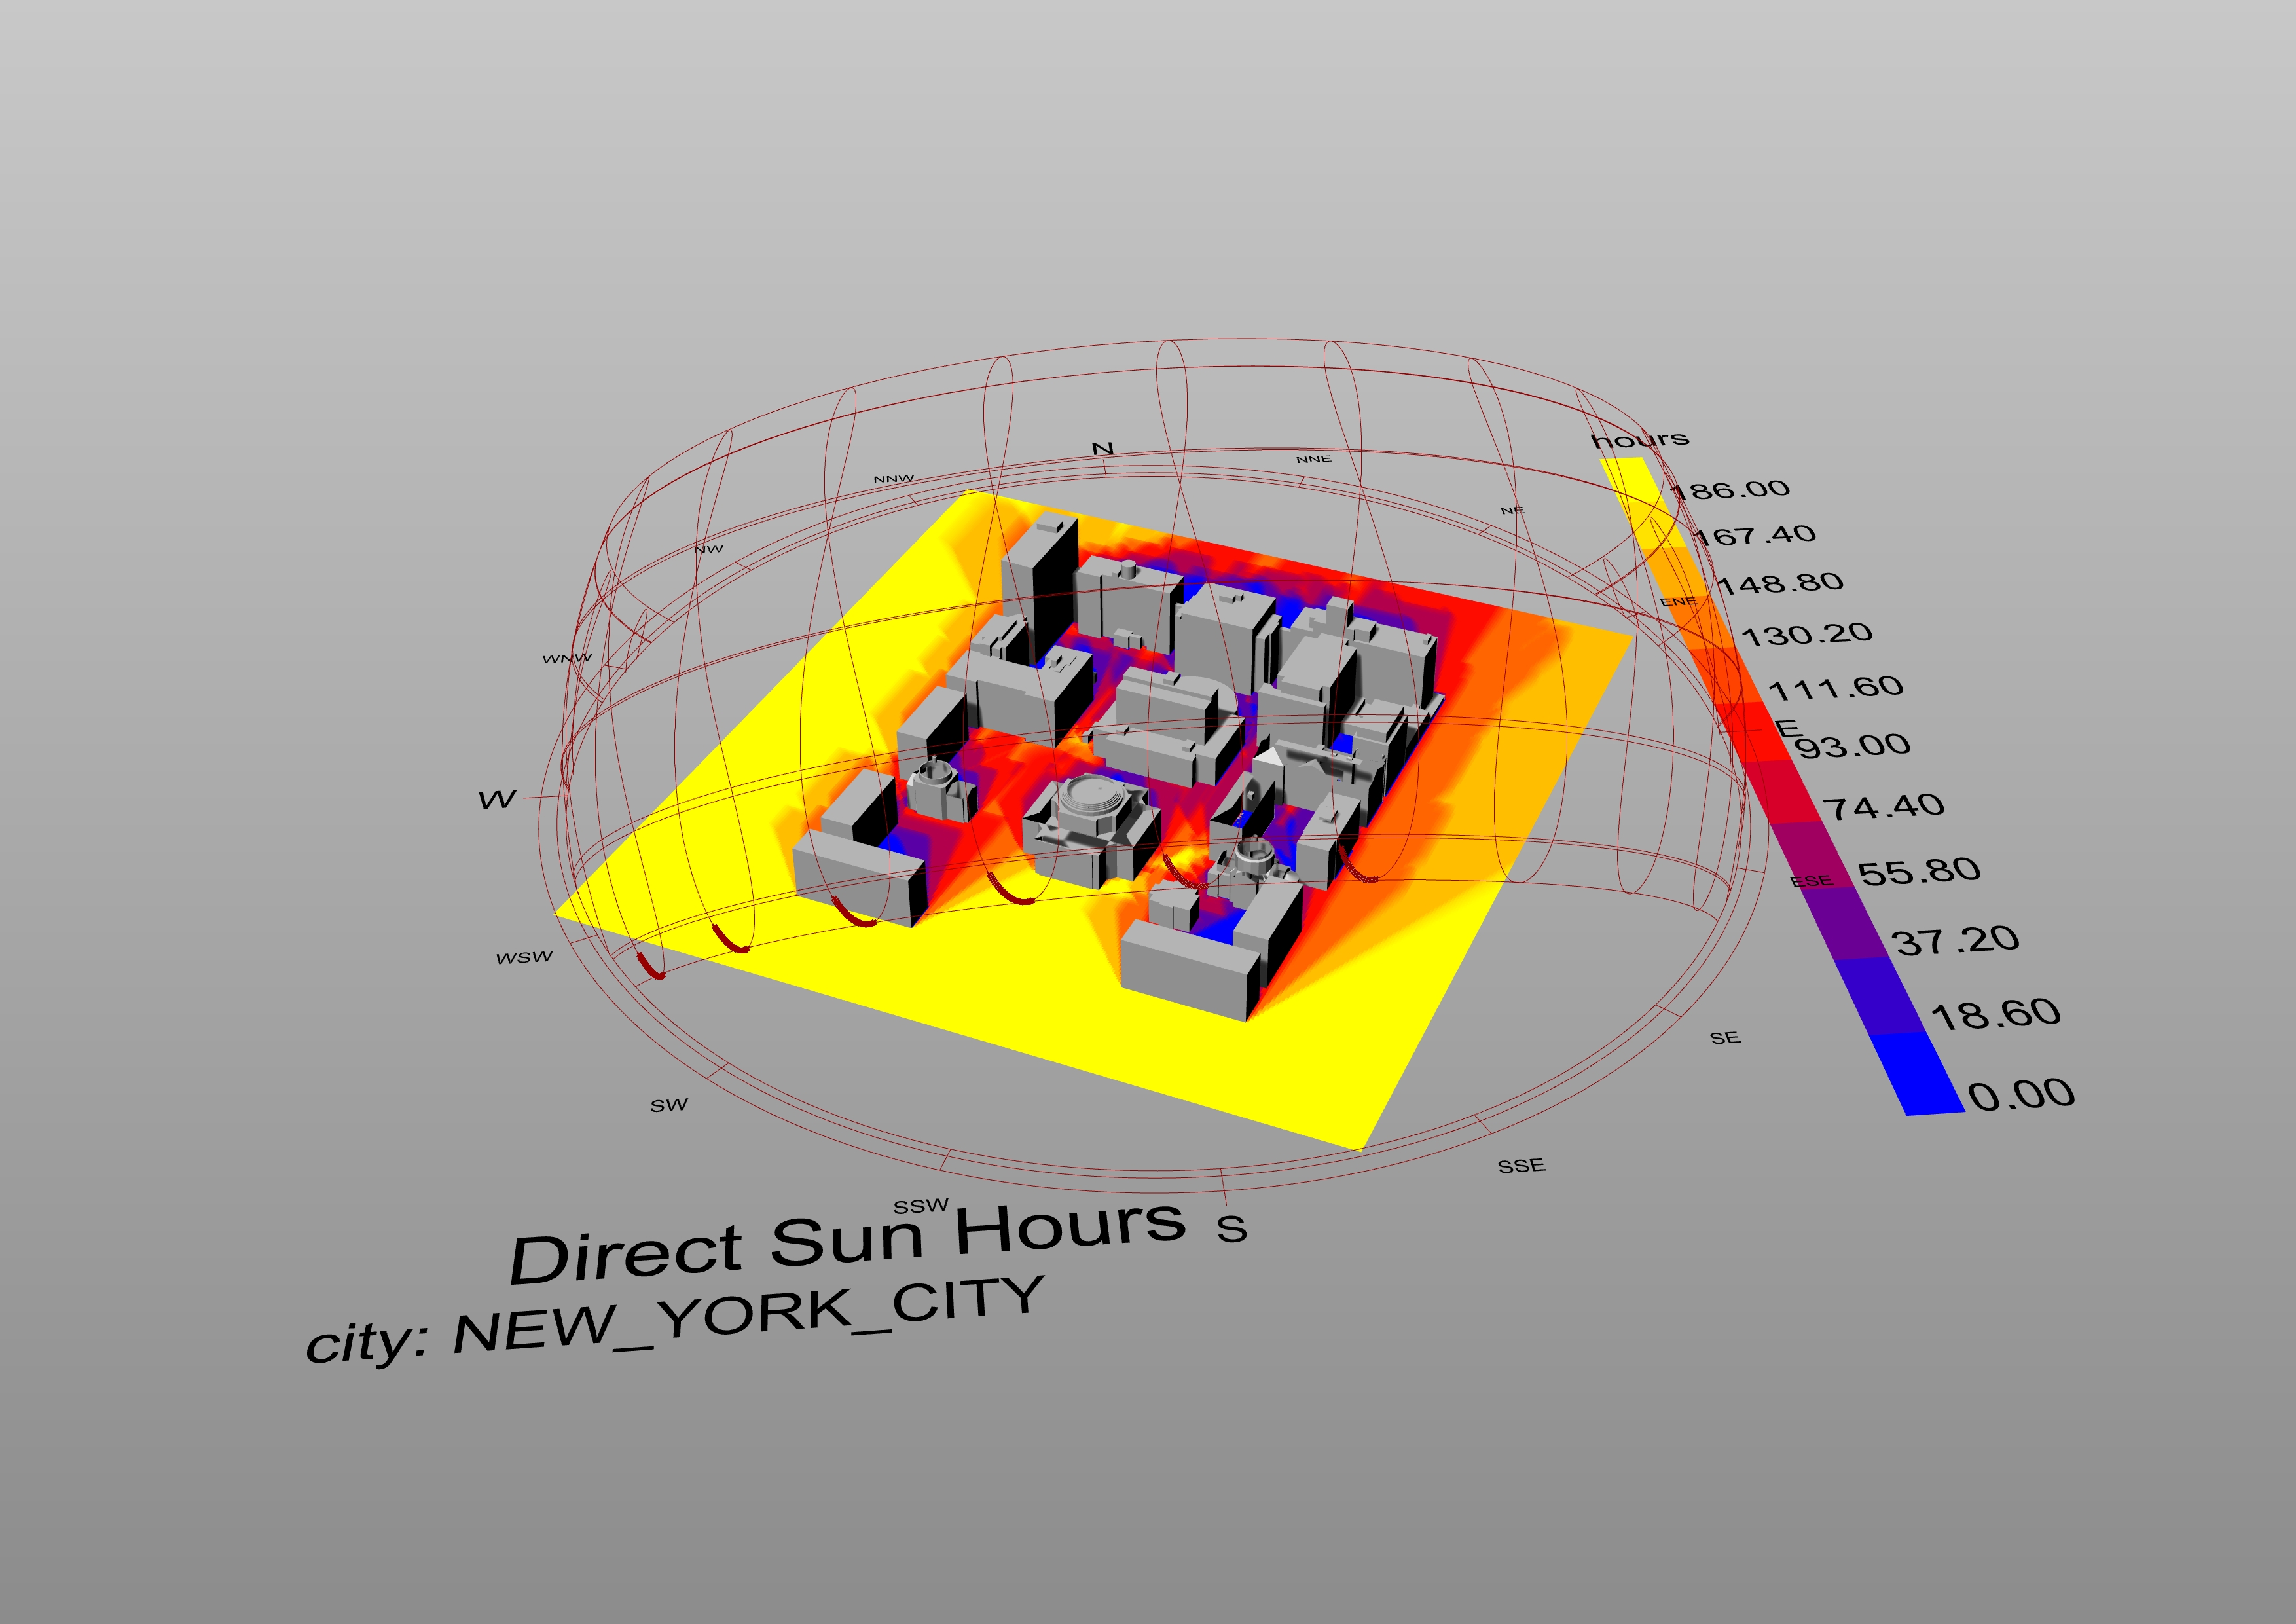 N
NNW
NNE
NW
NE
WNW
ENE
W
E
WSW
ESE
SW
SE
SSW
SSE
S
hours
186.00
167.40
148.80
130.20
111.60
93.00
74.40
55.80
37.20
18.60
0.00
Direct Sun Hours
city: NEW_YORK_CITY